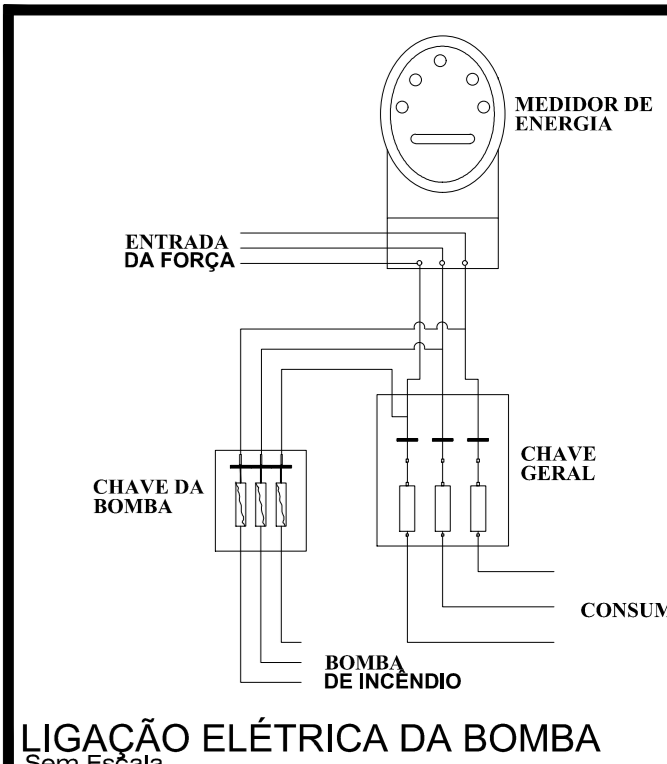 MEDIDOR DE
ENERGIA
ENTRADA
DA FORÇA
CHAVE
GERAL
CHAVE DA
BOMBA
CONSUM
BOMBA
DE INCÊNDIO
LIGAÇÃO ELÉTRICA DA BOMBA
Sem Escala